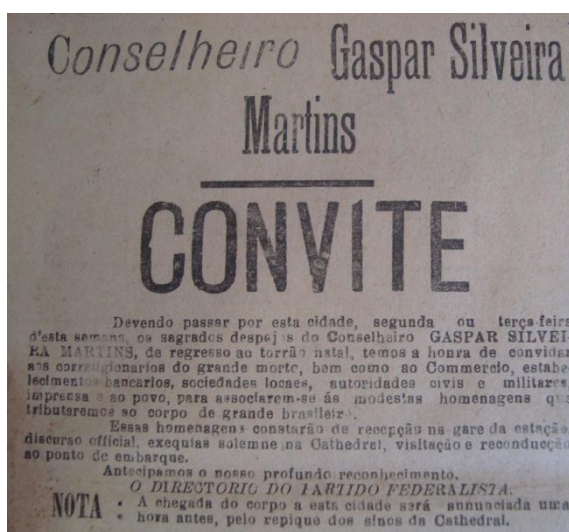 Conselheiro Gaspar Silveira
Martins
CONVITE
Devendo passar por esta cidade, segunda ou terça-feira
d'esta semana, os sagrados despojos do Conselheiro GASPAR SILVEI-
RA MARTINS, de regresso ao torrão natal, temos a honra de convidar
aos correligionarios do grande morto, bem como ao Commercio, estabe-
lecimentos bancarios, sociedades locaes, autoridades civis e militares,
imprensa e ao povo, para associarem-se ás modestas homenagens que
tributaremos ao corpo de grande brasileiro.
Essas homenagens constarão de recepção na gare da estação,
discurso official, exequias solemne na Cathedral, visitação e reconducção
ao ponto de embarque.
Antecipamos o nosso profundo reconhecimento.
O DIRECTORIO DO PARTIDO FEDERALISTA.
NOTA : A chegada do corpo a esta cidade será annunciada uma
hora antes, pelo repique dos sinos da Cathedral.